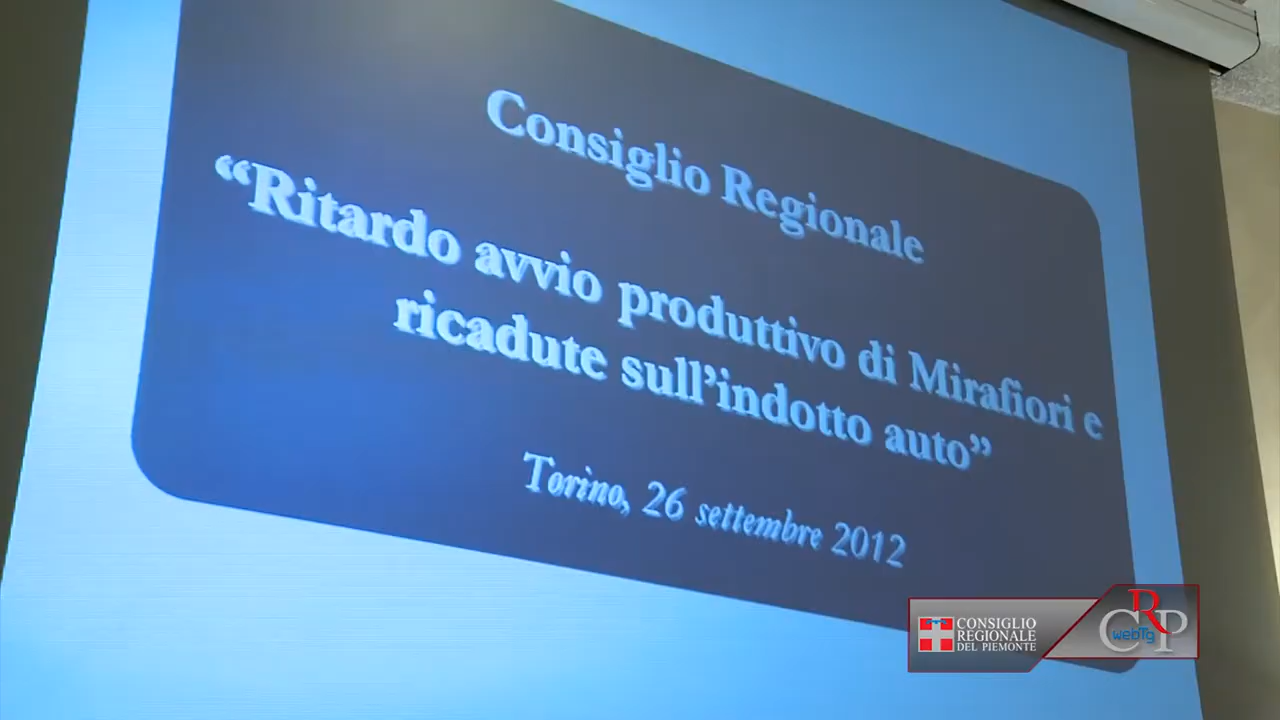 Consiglio Regionale
“Ritardo avvio produttivo di Mirafiori e
ricadute sull’indotto auto”
Torino, 26 settembre 2012
CONSIGLIO
REGIONALE
DEL PIEMONTE
CRP
webTg